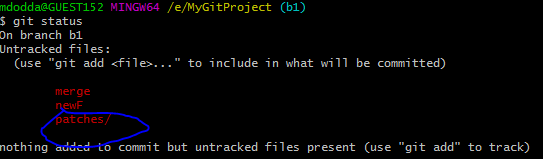 mdodda@GUEST152 MINGW64 /e/MyGitProject (b1)
$ git status
On branch b1
Untracked files:
(use "git add <file>..." to include in what will be committed)
merge
newF
patches/
nothing added to commit but untracked files present (use "git add" to track)